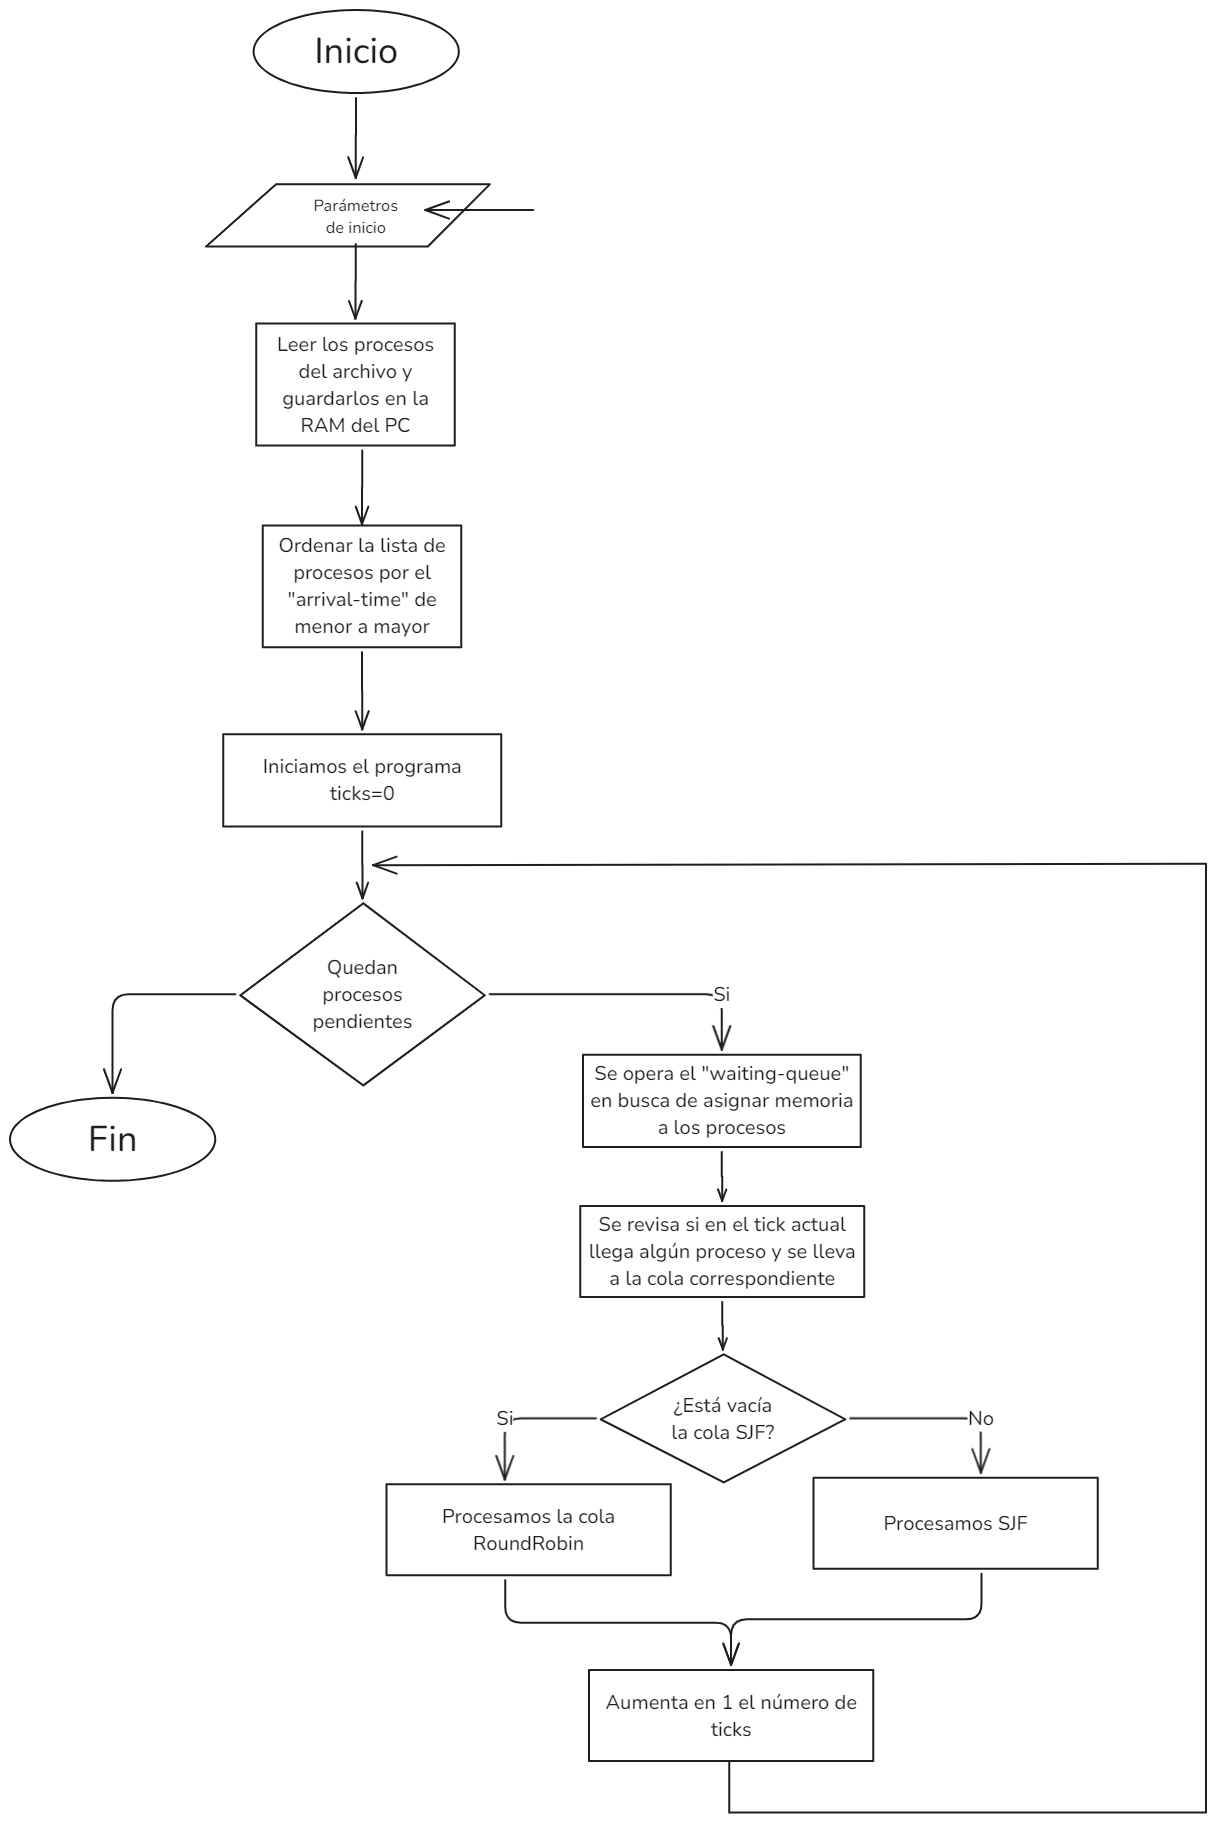 Inicio
Parámetros
de inicio
Leer los procesos
del archivo y
guardarlos en la
RAM del PC
Ordenar la lista de
procesos por el
"arrival-time" de
menor a mayor
Iniciamos el programa
ticks=0
Quedan
procesos
pendientes
Si
Fin
Se opera el "waiting-queue"
en busca de asignar memoria
a los procesos
Se revisa si en el tick actual
llega algún proceso y se lleva
a la cola correspondiente
¿Está vacía
la cola SJF?
Si
No
Procesamos la cola
RoundRobin
Procesamos SJF
Aumenta en 1 el número de
ticks